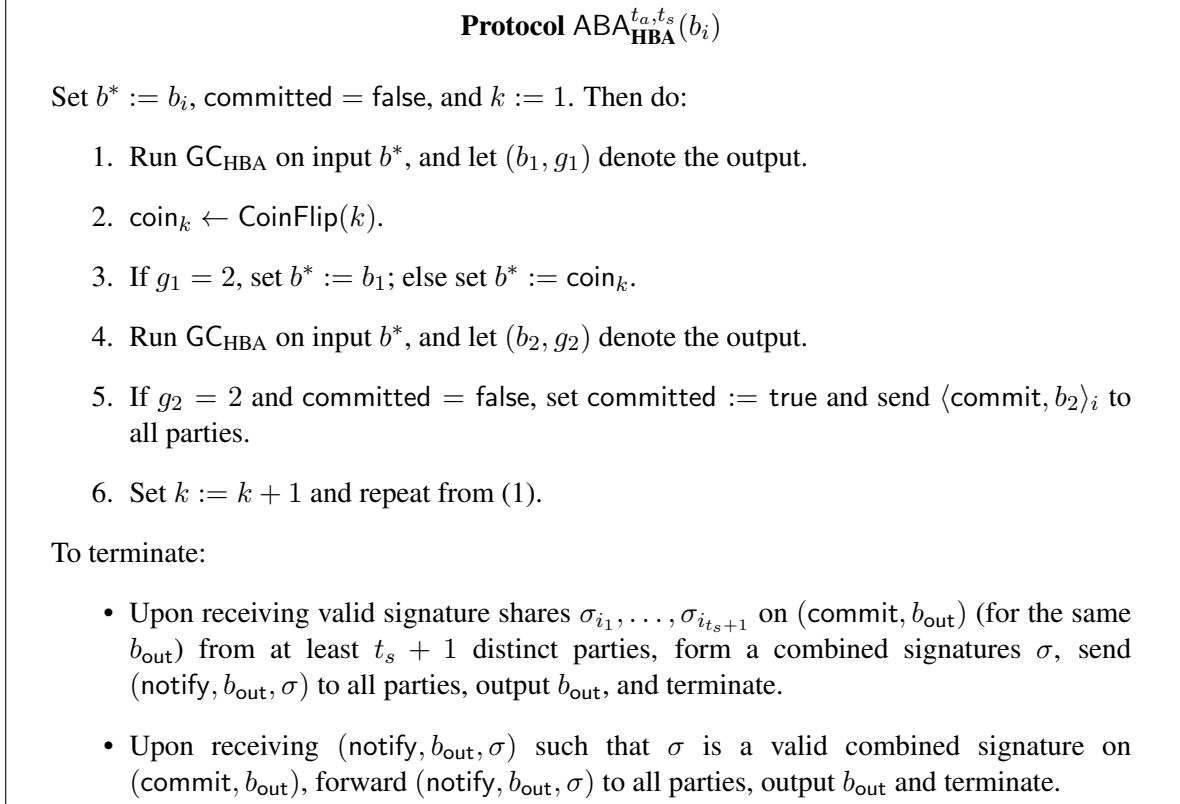 Protocol ABA^{t_a,t_s}_{HBA}(b_i)
Set b* := b_i, committed = false, and k := 1. Then do:
1. Run GC_{HBA} on input b*, and let (b_1, g_1) denote the output.
2. coin_k ← CoinFlip(k).
3. If g_1 = 2, set b* := b_1; else set b* := coin_k.
4. Run GC_{HBA} on input b*, and let (b_2, g_2) denote the output.
5. If g_2 = 2 and committed = false, set committed := true and send ⟨commit, b_2⟩_i to
all parties.
6. Set k := k + 1 and repeat from (1).
To terminate:
• Upon receiving valid signature shares σ_{i_1}, . . . , σ_{i_{t_s+1}} on (commit, b_out) (for the same
b_out) from at least t_s + 1 distinct parties, form a combined signatures σ, send
(notify, b_out, σ) to all parties, output b_out, and terminate.
• Upon receiving (notify, b_out, σ) such that σ is a valid combined signature on
(commit, b_out), forward (notify, b_out, σ) to all parties, output b_out and terminate.